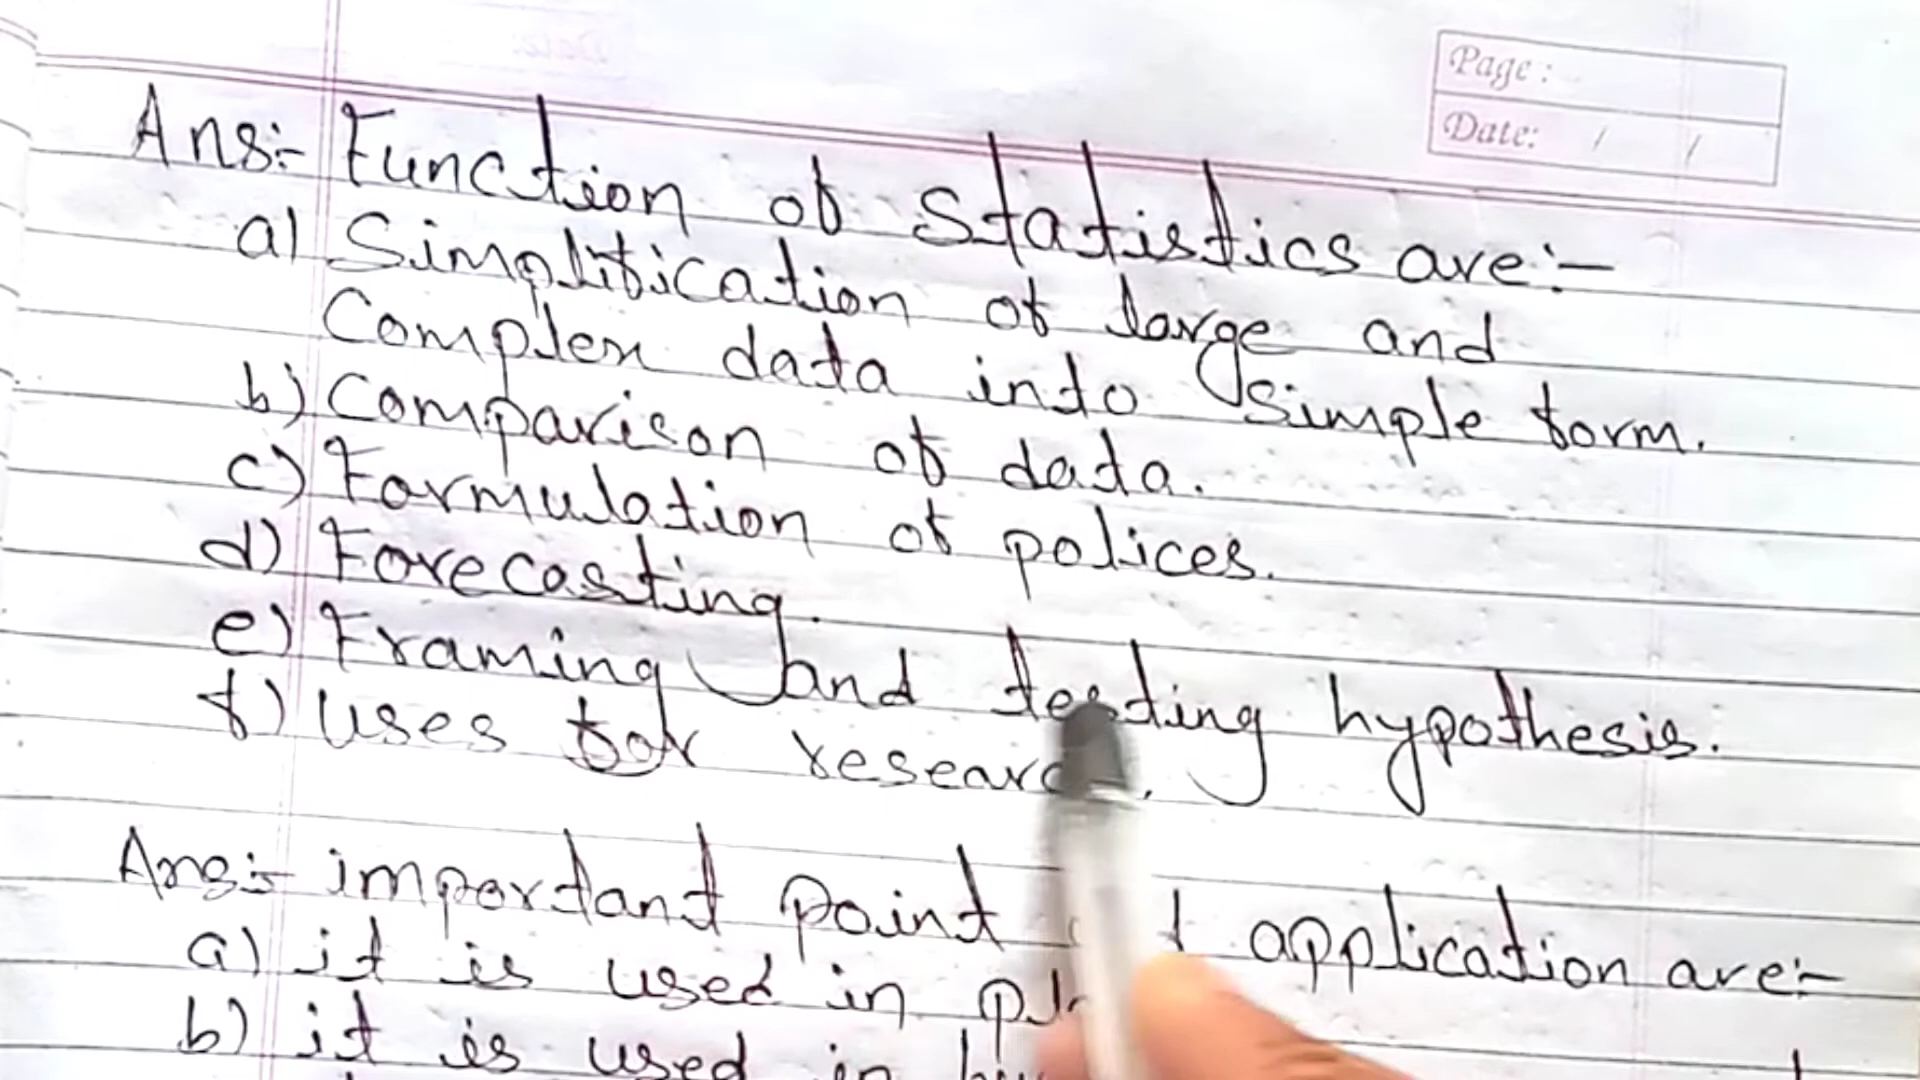 Page:
Date: / /
Ans:- Function of Statistics are:-
a) Simplification of large and
Complex data into simple form.
b) Comparison of data.
c) Formulation of polices.
d) Forecasting.
e) Framing and testing hypothesis.
f) Uses for research.
Ans:- important point application are:-
a) it is used in
b) it is used in